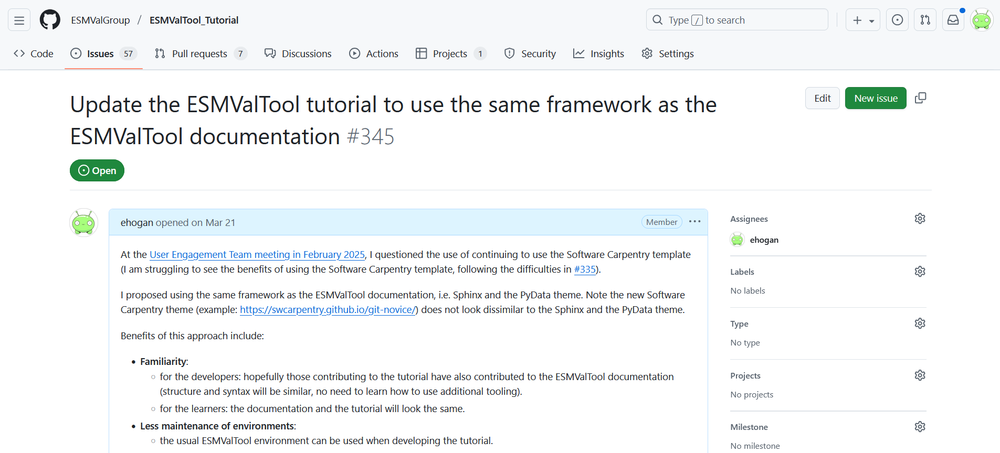 ESMValGroup / ESMValTool_Tutorial
Type / to search
Code
Issues 57
Pull requests 7
Discussions
Actions
Projects 1
Security
Insights
Settings
Update the ESMValTool tutorial to use the same framework as the
ESMValTool documentation #345
Edit
New issue
Open
ehogan opened on Mar 21
Member
At the User Engagement Team meeting in February 2025, I questioned the use of continuing to use the Software Carpentry template
(I am struggling to see the benefits of using the Software Carpentry template, following the difficulties in #335).
I proposed using the same framework as the ESMValTool documentation, i.e. Sphinx and the PyData theme. Note the new Software
Carpentry theme (example: https://swcarpentry.github.io/git-novice/) does not look dissimilar to the Sphinx and the PyData theme.
Benefits of this approach include:
• Familiarity:
◦ for the developers: hopefully those contributing to the tutorial have also contributed to the ESMValTool documentation
(structure and syntax will be similar, no need to learn how to use additional tooling).
◦ for the learners: the documentation and the tutorial will look the same.
• Less maintenance of environments:
◦ the usual ESMValTool environment can be used when developing the tutorial.
Assignees
ehogan
Labels
No labels
Type
No type
Projects
No projects
Milestone
No milestone